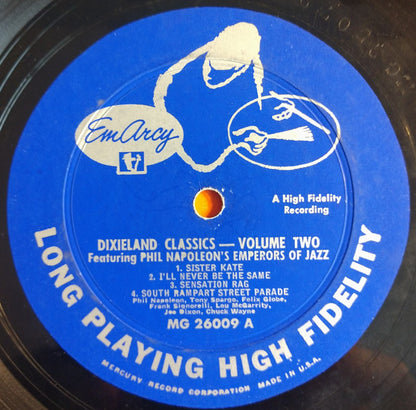 EmArcy
A High Fidelity
Recording
DIXIELAND CLASSICS — VOLUME TWO
Featuring PHIL NAPOLEON'S EMPERORS OF JAZZ
1. SISTER KATE
2. I'LL NEVER BE THE SAME
3. SENSATION RAG
4. SOUTH RAMPART STREET PARADE
Phil Napoleon, Tony Spargo, Felix Globe,
Frank Signorelli, Lou McGarrity,
Joe Dixon, Chuck Wayne
MG 26009 A
LONG PLAYING HIGH FIDELITY
MERCURY RECORD CORPORATION MADE IN U.S.A.